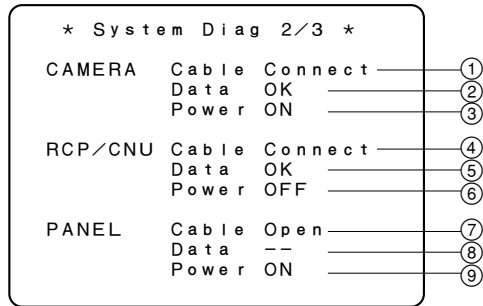 * System Diag 2/3 *
CAMERA Cable Connect ①
Data OK ②
Power ON ③
RCP/CNU Cable Connect ④
Data OK ⑤
Power OFF ⑥
PANEL Cable Open ⑦
Data -- ⑧
Power ON ⑨